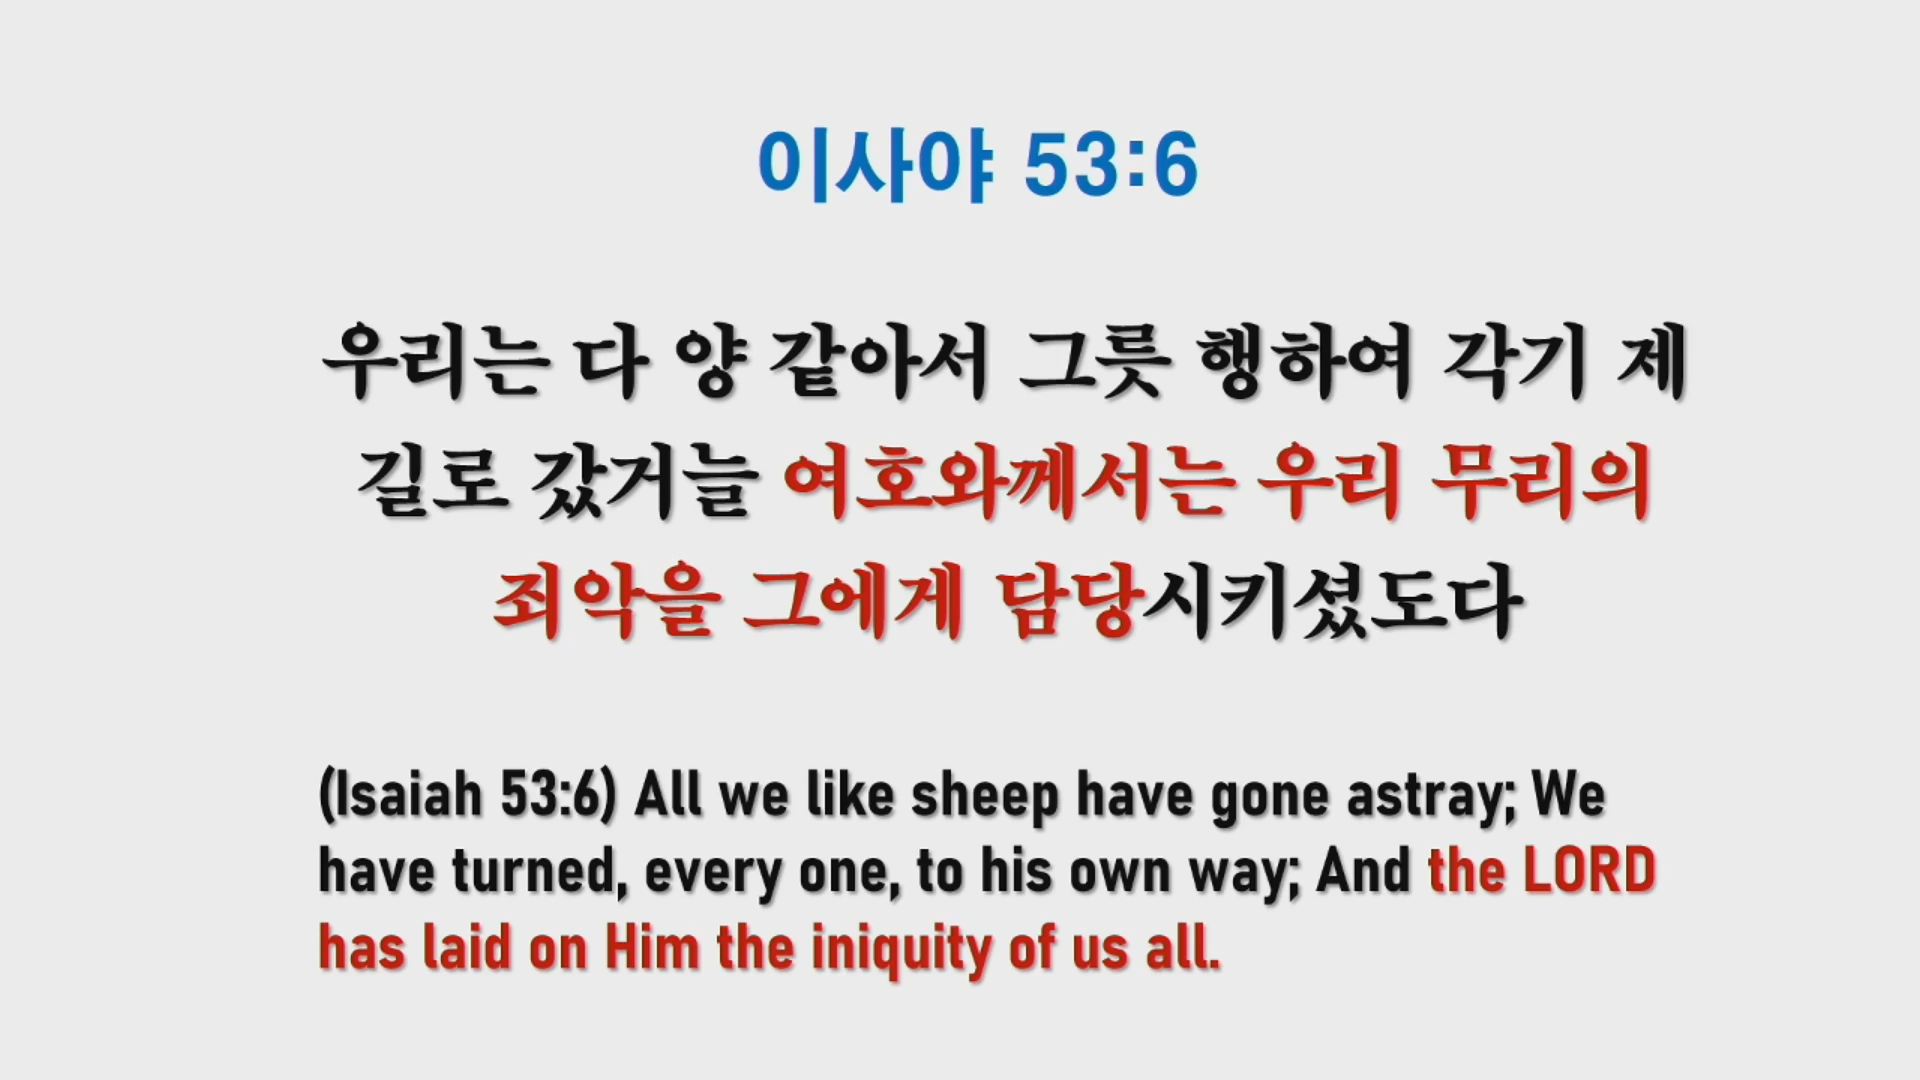 이사야 53:6
우리는 다 양 같아서 그릇 행하여 각기 제
길로 갔거늘 여호와께서는 우리 무리의
죄악을 그에게 담당시키셨도다
(Isaiah 53:6) All we like sheep have gone astray; We
have turned, every one, to his own way; And the LORD
has laid on Him the iniquity of us all.